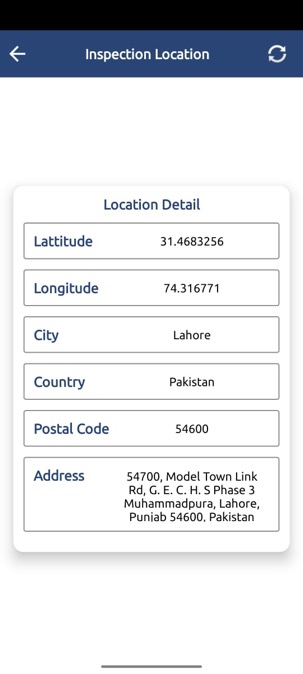 Inspection Location
Location Detail
Lattitude 31.4683256
Longitude 74.316771
City Lahore
Country Pakistan
Postal Code 54600
Address 54700, Model Town Link
Rd, G. E. C. H. S Phase 3
Muhammadpura, Lahore,
Punjab 54600, Pakistan